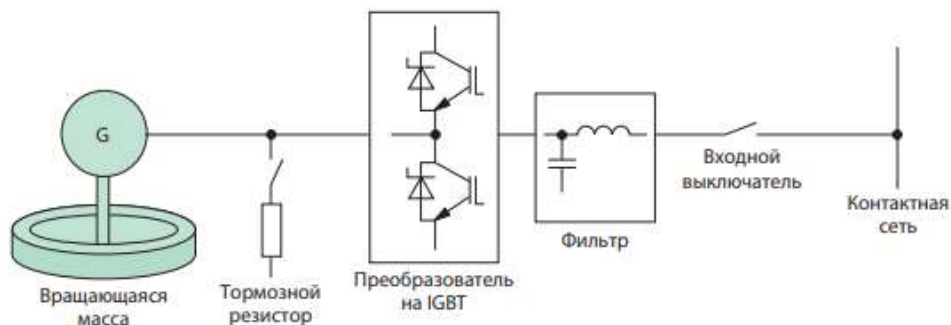 G
Вращающаяся
масса
Тормозной
резистор
Преобразователь
на IGBT
Фильтр
Входной
выключатель
Контактная
сеть